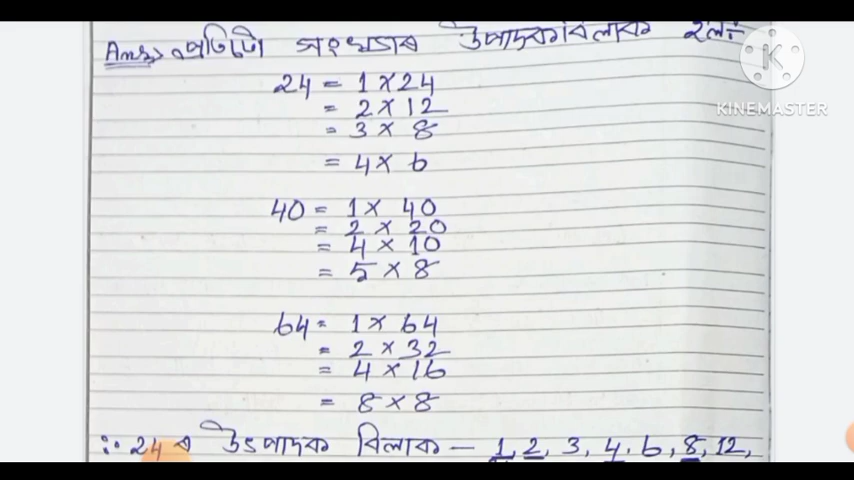 Ans:> প্ৰতিটো সংখ্যাৰ উৎপাদকবিলাক হ'ল:-
KINEMASTER
24 = 1 × 24
= 2 × 12
= 3 × 8
= 4 × 6
40 = 1 × 40
= 2 × 20
= 4 × 10
= 5 × 8
64 = 1 × 64
= 2 × 32
= 4 × 16
= 8 × 8
∴ 24 ৰ উৎপাদক বিলাক — 1, 2, 3, 4, 6, 8, 12,